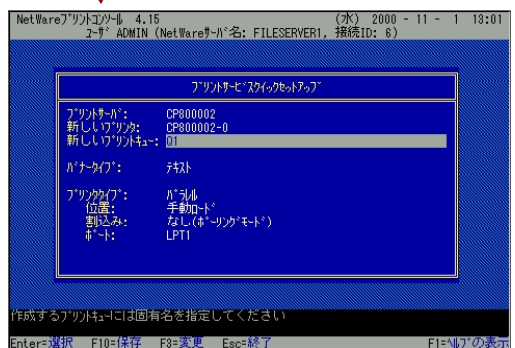 NetWareﾌﾟﾘﾝﾄｺﾝｿｰﾙ 4.15 (水) 2000 - 11 - 1 13:01
ﾕｰｻﾞ ADMIN (NetWareｻｰﾊﾞ名: FILESERVER1, 接続ID: 6)
ﾌﾟﾘﾝﾄｻｰﾋﾞｽｸｲｯｸｾｯﾄｱｯﾌﾟ
ﾌﾟﾘﾝﾄｻｰﾊﾞ: CP800002
新しいﾌﾟﾘﾝﾀ: CP800002-0
新しいﾌﾟﾘﾝﾄｷｭｰ: Q1
ﾊﾞﾅｰﾀｲﾌﾟ: ﾃｷｽﾄ
ﾌﾟﾘﾝﾀﾀｲﾌﾟ: ﾊﾟﾗﾚﾙ
位置: 手動ﾛｰﾄﾞ
割込み: なし(ﾎﾟｰﾘﾝｸﾞﾓｰﾄﾞ)
ﾎﾟｰﾄ: LPT1
作成するﾌﾟﾘﾝﾄｷｭｰには固有名を指定してください
Enter=選択 F10=保存 F3=変更 Esc=終了 F1=ﾍﾙﾌﾟの表示